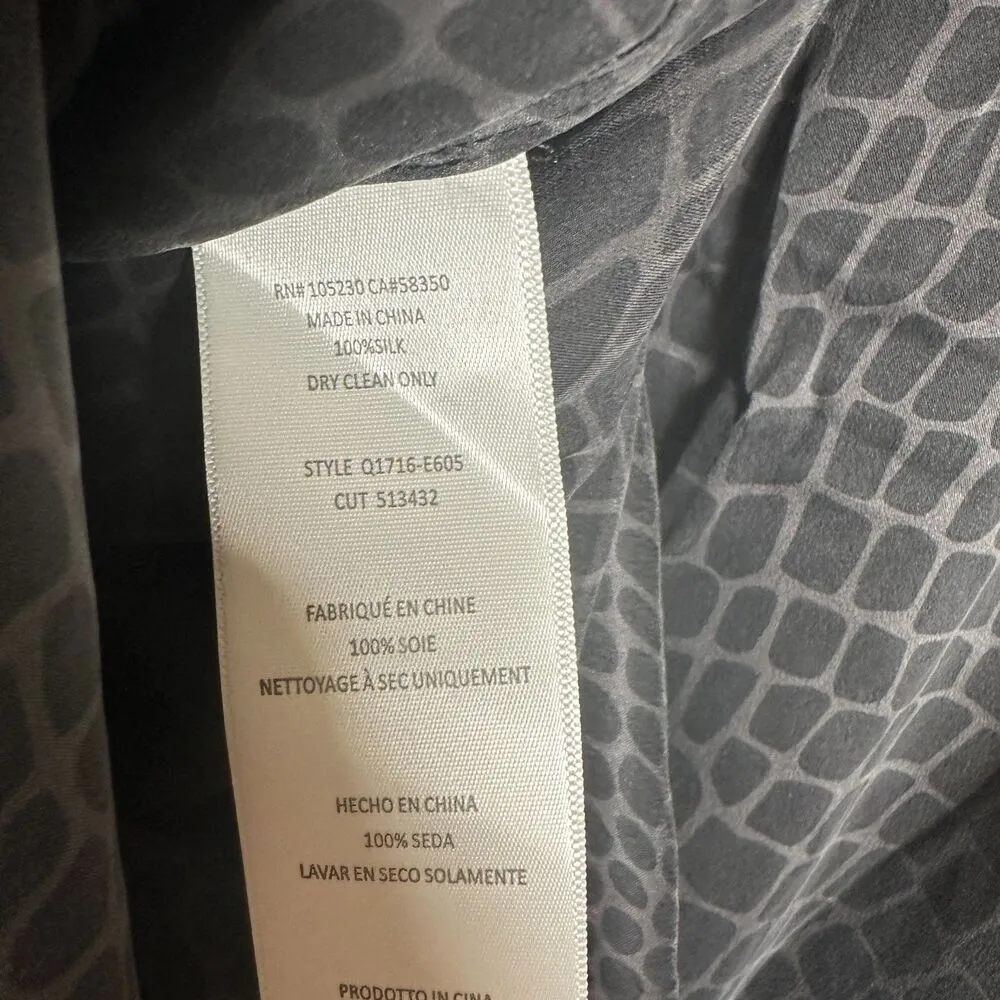 RN# 105230 CA#58350
MADE IN CHINA
100%SILK
DRY CLEAN ONLY
STYLE Q1716-E605
CUT 513432
FABRIQUÉ EN CHINE
100% SOIE
NETTOYAGE À SEC UNIQUEMENT
HECHO EN CHINA
100% SEDA
LAVAR EN SECO SOLAMENTE
PRODOTTO IN CINA